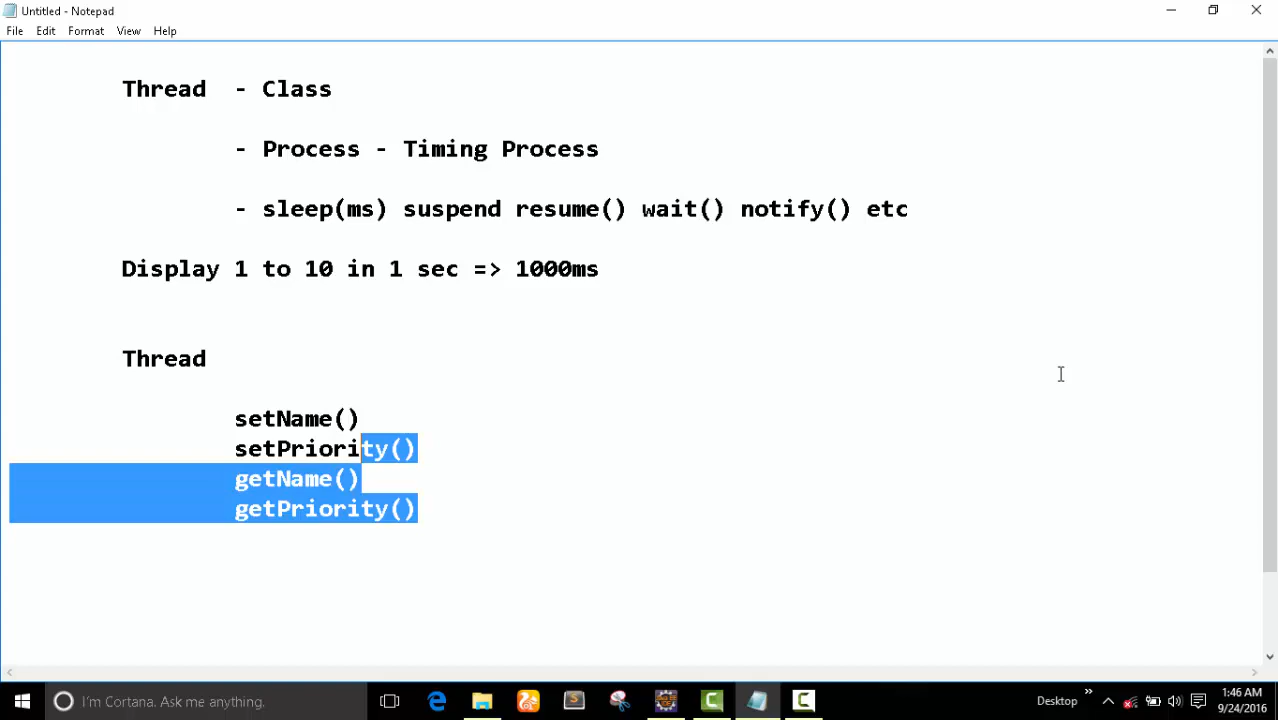 Untitled - Notepad
File Edit Format View Help
Thread - Class
- Process - Timing Process
- sleep(ms) suspend resume() wait() notify() etc
Display 1 to 10 in 1 sec => 1000ms
Thread
setName()
setPriority()
getName()
getPriority()
I'm Cortana. Ask me anything.
Desktop
1:46 AM
9/24/2016